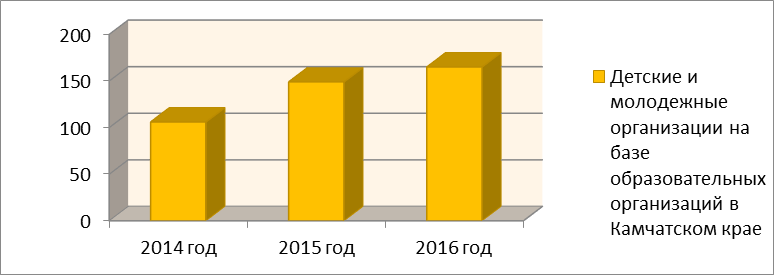 200
150
100
50
0
2014 год
2015 год
2016 год
Детские и
молодежные
организации на
базе
образовательных
организаций в
Камчатском крае